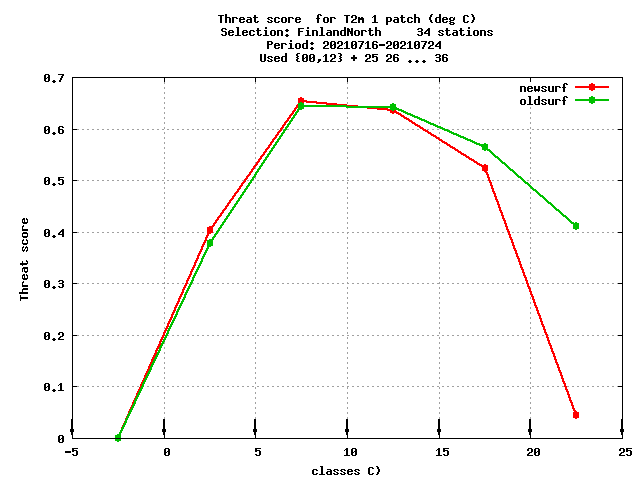 Threat score  for T2m 1 patch (deg C)
Selection: FinlandNorth     34 stations
Period: 20210716-20210724
Used {00,12} + 25 26 ... 36
newsurf
oldsurf
0.7
0.6
0.5
0.4
0.3
0.2
0.1
0
Threat score
-5 0 5 10 15 20 25
classes C)